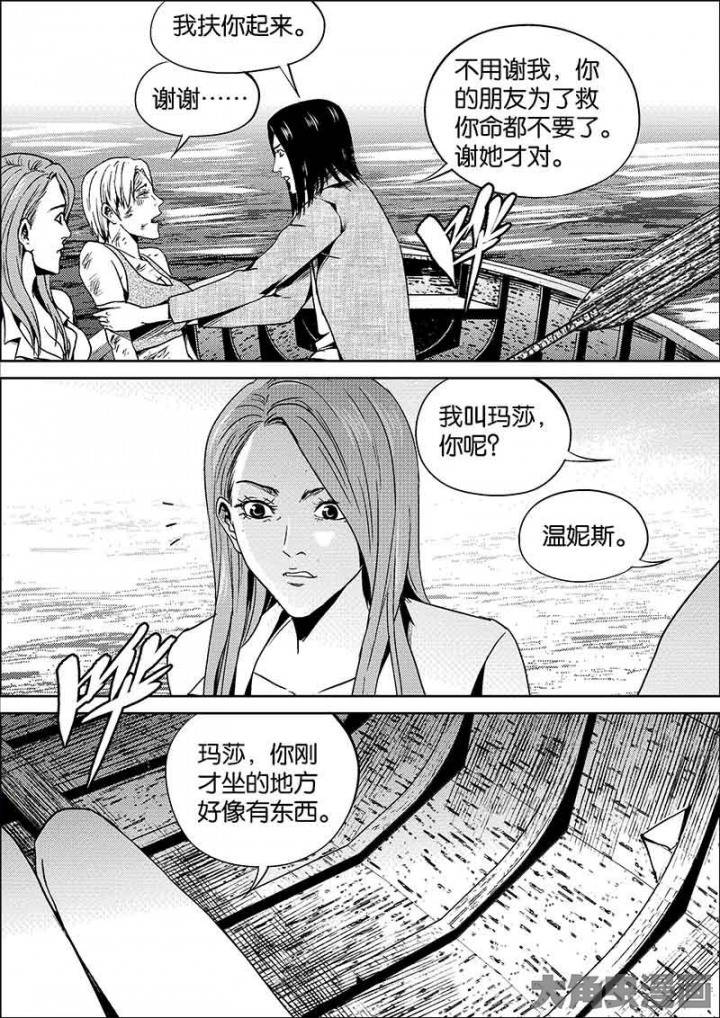 我扶你起来。
谢谢……
不用谢我，你
的朋友为了救
你命都不要了。
谢她才对。
我叫玛莎，
你呢？
温妮斯。
玛莎，你刚
才坐的地方
好像有东西。
大角虫漫画